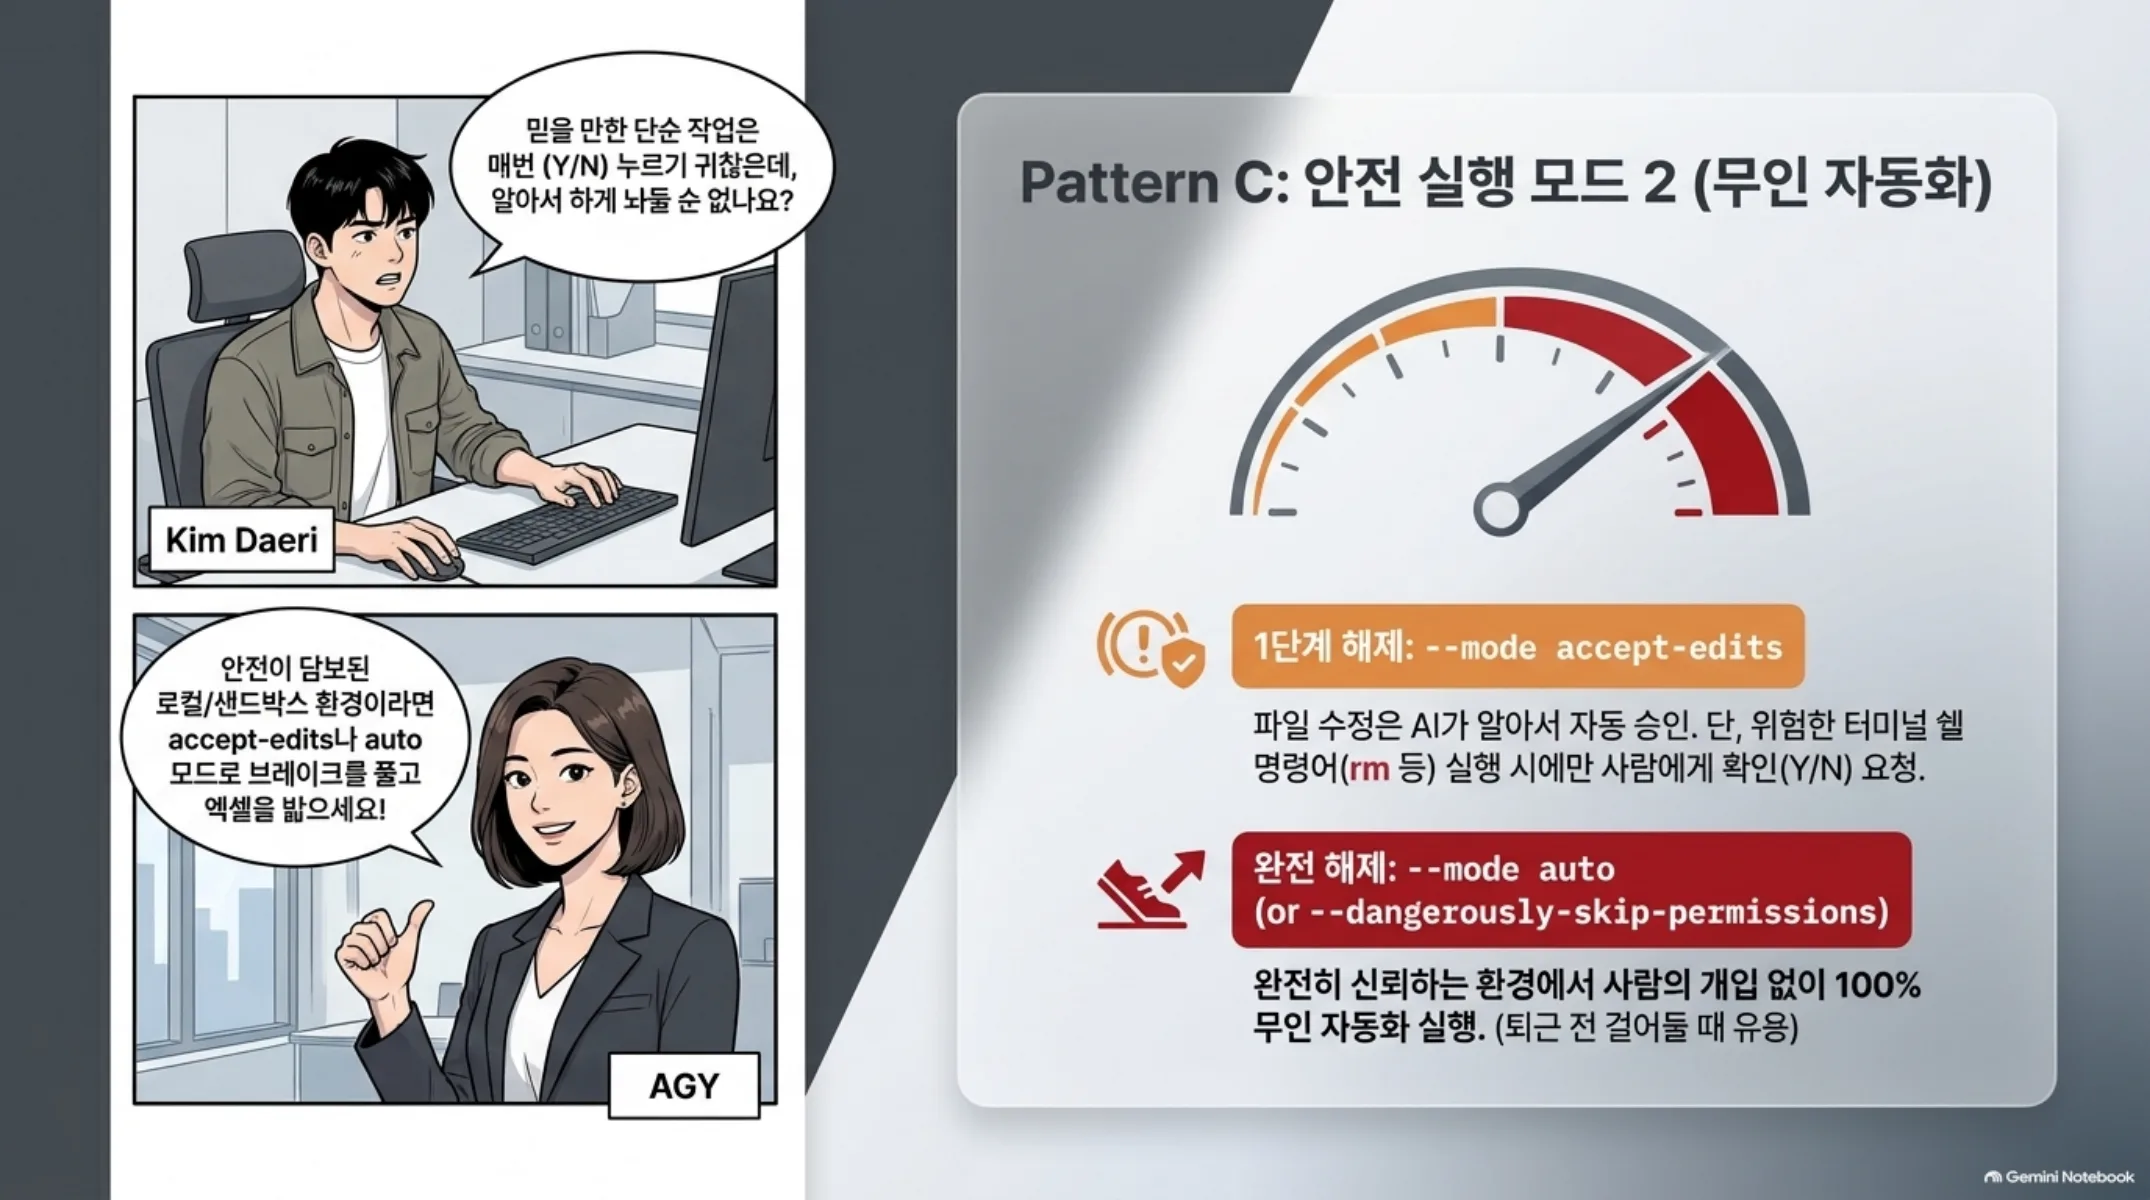 믿을 만한 단순 작업은
매번 (Y/N) 누르기 귀찮은데,
알아서 하게 놔둘 순 없나요?
Kim Daeri
안전이 담보된
로컬/샌드박스 환경이라면
accept-edits나 auto
모드로 브레이크를 풀고
엑셀을 밟으세요!
AGY
Pattern C: 안전 실행 모드 2 (무인 자동화)
1단계 해제: --mode accept-edits
파일 수정은 AI가 알아서 자동 승인. 단, 위험한 터미널 쉘
명령어(rm 등) 실행 시에만 사람에게 확인(Y/N) 요청.
완전 해제: --mode auto
(or --dangerously-skip-permissions)
완전히 신뢰하는 환경에서 사람의 개입 없이 100%
무인 자동화 실행. (퇴근 전 걸어둘 때 유용)
Gemini Notebook